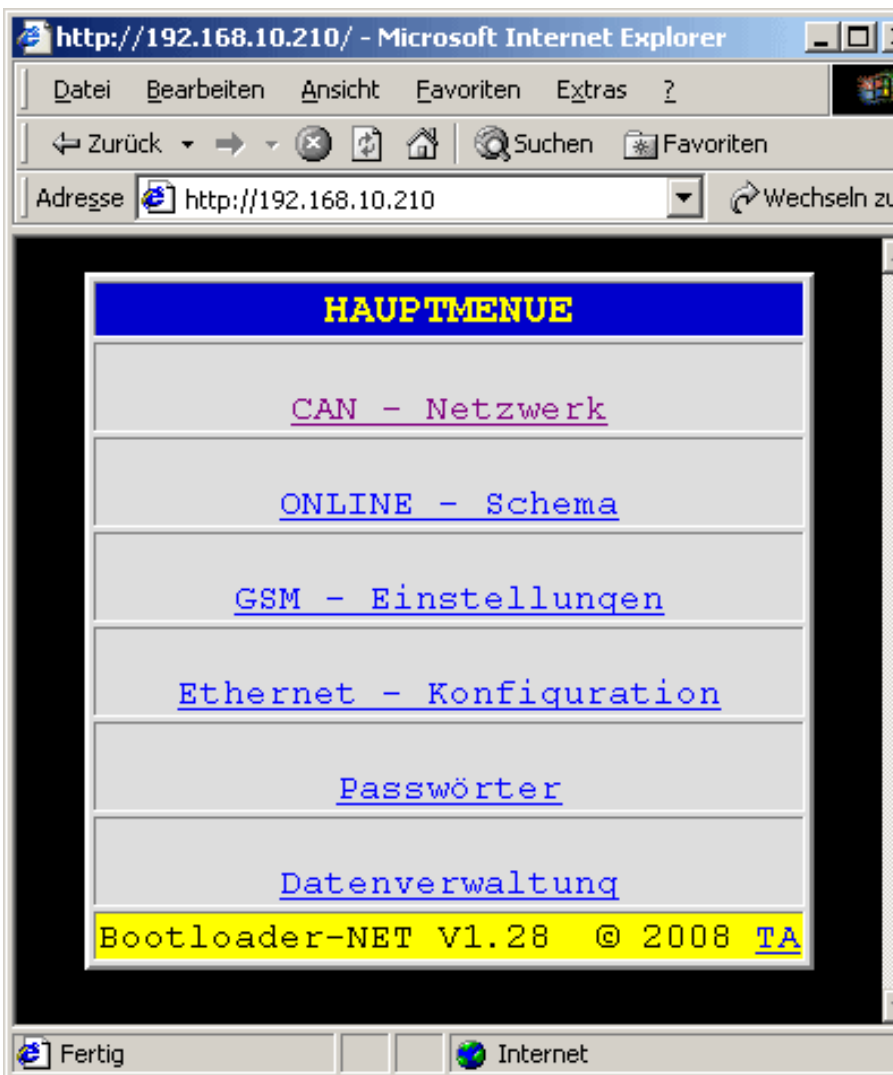 http://192.168.10.210/ - Microsoft Internet Explorer
Datei Bearbeiten Ansicht Favoriten Extras ?
Zurück Suchen Favoriten
Adresse http://192.168.10.210 Wechseln zu
HAUPTMENUE
CAN - Netzwerk
ONLINE - Schema
GSM - Einstellungen
Ethernet - Konfiguration
Passwörter
Datenverwaltung
Bootloader-NET V1.28 © 2008 TA
Fertig Internet